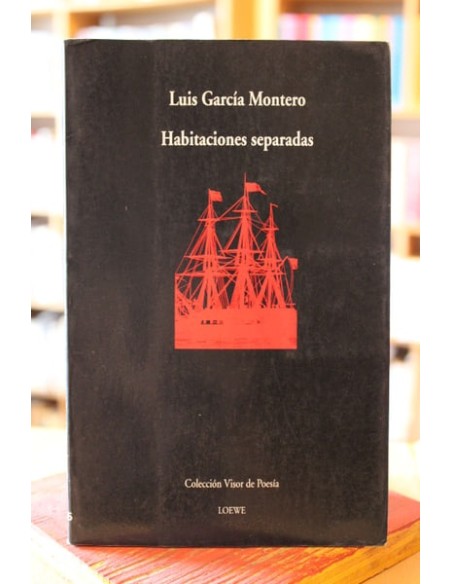 Luis García Montero
Habitaciones separadas
Colección Visor de Poesía
LOEWE